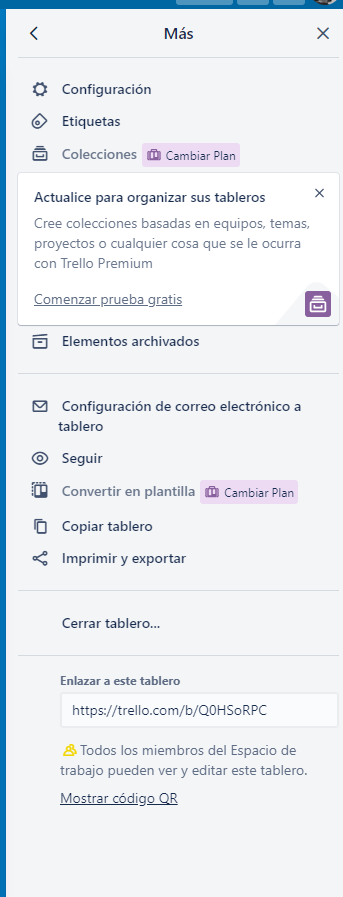 Más
Configuración
Etiquetas
Colecciones Cambiar Plan
Actualice para organizar sus tableros
Cree colecciones basadas en equipos, temas,
proyectos o cualquier cosa que se le ocurra
con Trello Premium
Comenzar prueba gratis
Elementos archivados
Configuración de correo electrónico a
tablero
Seguir
Convertir en plantilla Cambiar Plan
Copiar tablero
Imprimir y exportar
Cerrar tablero...
Enlazar a este tablero
https://trello.com/b/Q0HSoRPC
Todos los miembros del Espacio de
trabajo pueden ver y editar este tablero.
Mostrar código QR